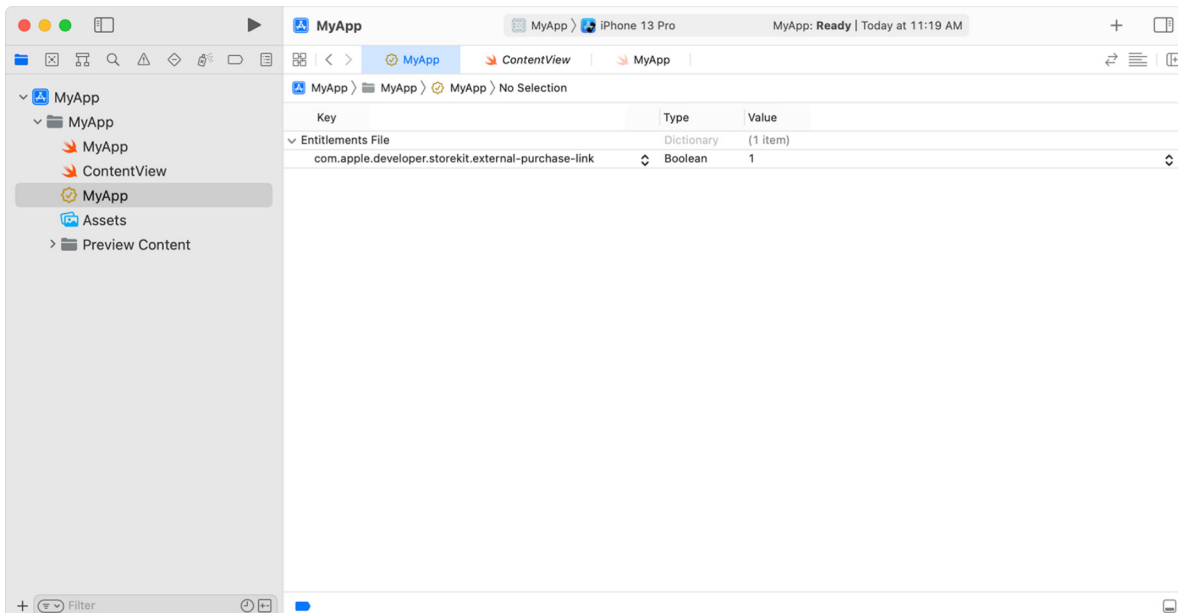 MyApp
MyApp
iPhone 13 Pro
MyApp: Ready | Today at 11:19 AM
MyApp
ContentView
MyApp
MyApp
MyApp
MyApp
No Selection
MyApp
MyApp
MyApp
ContentView
MyApp
Assets
Preview Content
Key
Type
Value
Entitlements File
Dictionary
(1 item)
com.apple.developer.storekit.external-purchase-link
Boolean
1
Filter